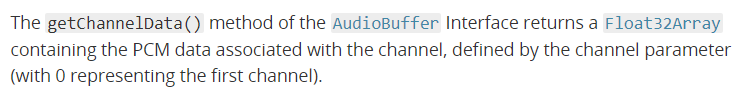 The getChannelData() method of the AudioBuffer Interface returns a Float32Array
containing the PCM data associated with the channel, defined by the channel parameter
(with 0 representing the first channel).